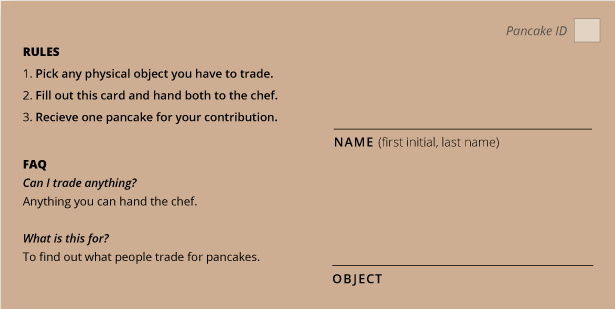 Pancake ID
RULES
1. Pick any physical object you have to trade.
2. Fill out this card and hand both to the chef.
3. Recieve one pancake for your contribution.
FAQ
Can I trade anything?
Anything you can hand the chef.
What is this for?
To find out what people trade for pancakes.
NAME (first initial, last name)
OBJECT